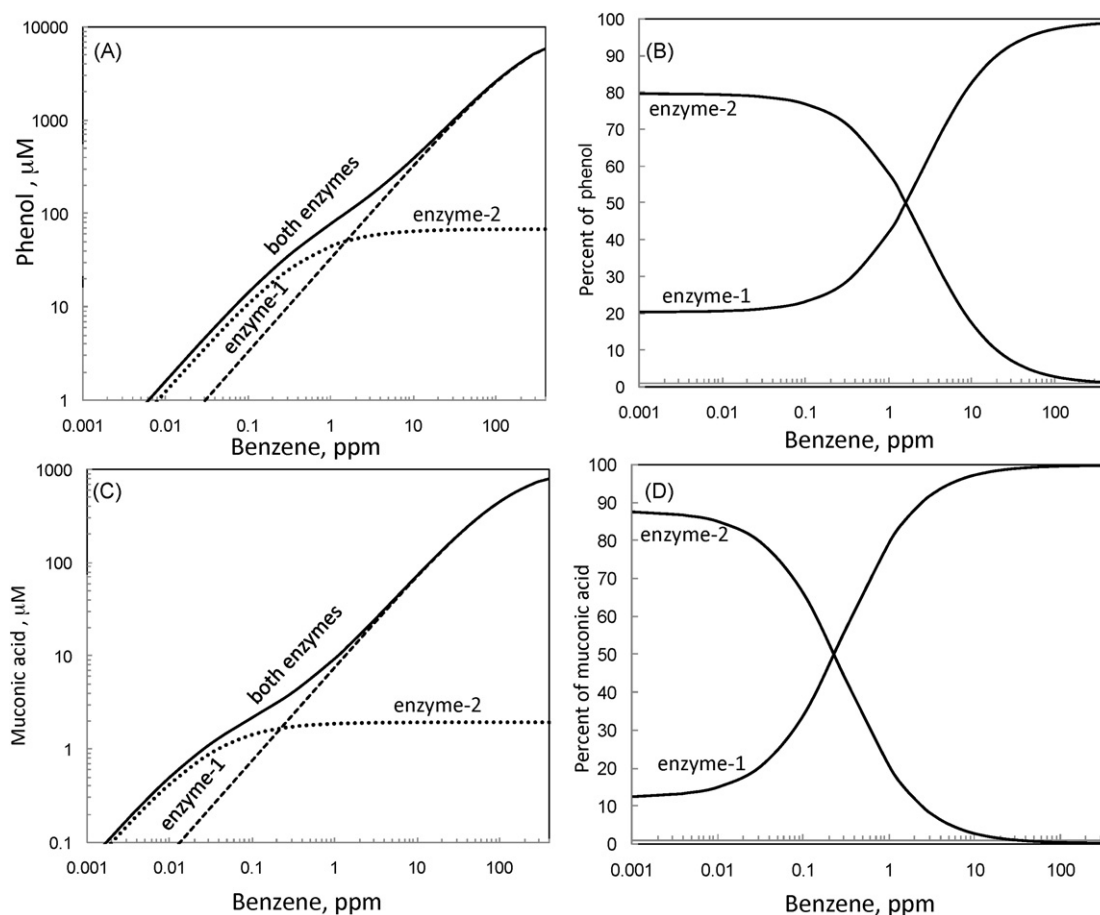 (A)
Phenol , μM
10000
1000
100
10
1
both enzymes
enzyme-2
enzyme-1
0.001 0.01 0.1 1 10 100
Benzene, ppm
(B)
Percent of phenol
100
90
80
70
60
50
40
30
20
10
0
enzyme-2
enzyme-1
0.001 0.01 0.1 1 10 100
Benzene, ppm
(C)
Muconic acid , μM
1000
100
10
1
0.1
both enzymes
enzyme-2
enzyme-1
0.001 0.01 0.1 1 10 100
Benzene, ppm
(D)
Percent of muconic acid
100
90
80
70
60
50
40
30
20
10
0
enzyme-2
enzyme-1
0.001 0.01 0.1 1 10 100
Benzene, ppm